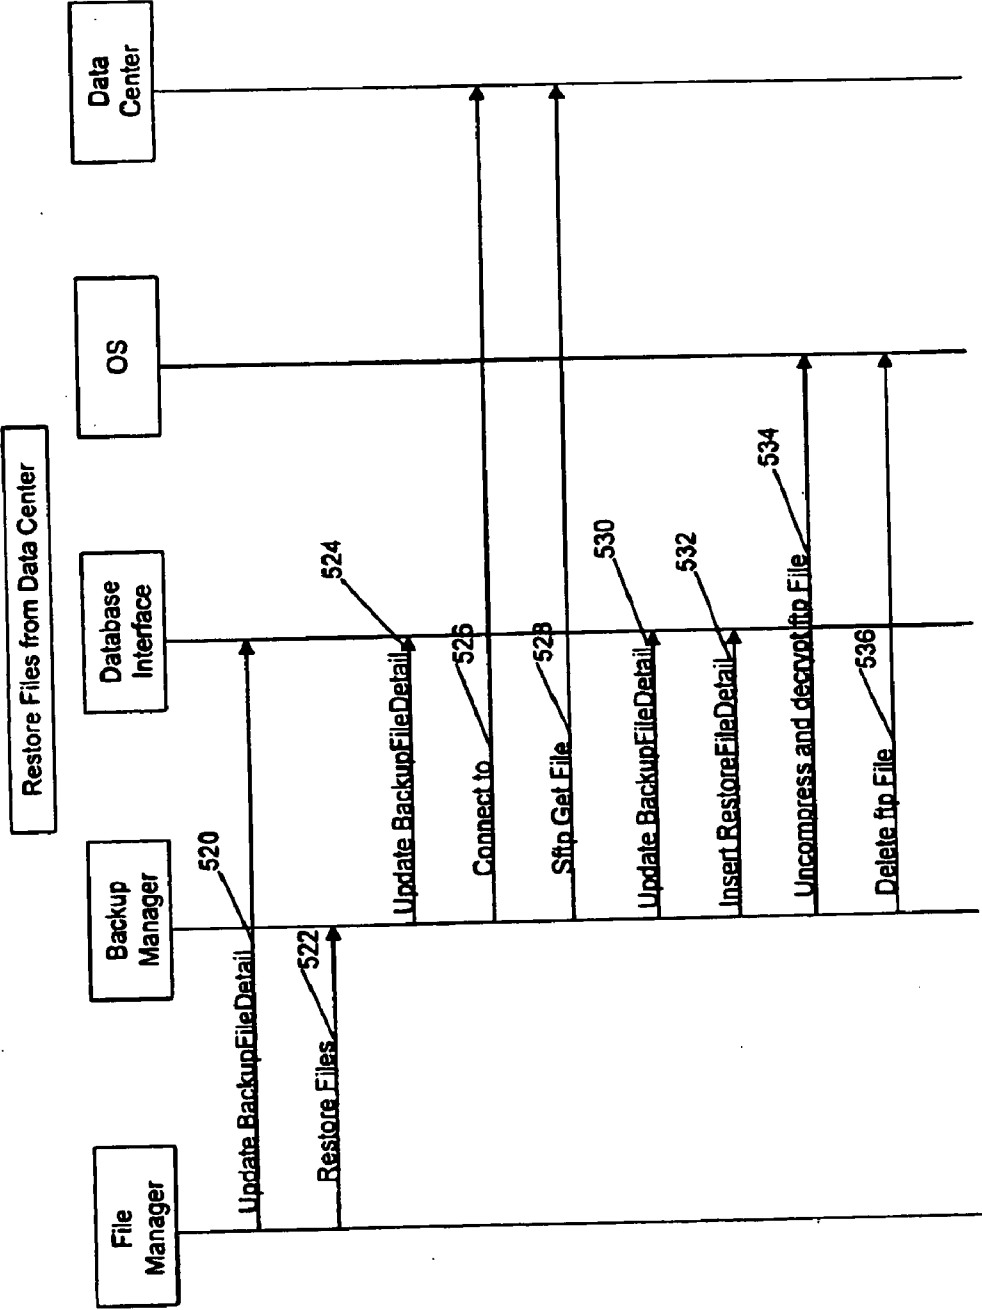 Restore Files from Data Center
File
Manager
Backup
Manager
Database
Interface
OS
Data
Center
Update BackupFileDetail
520
Restore Files
522
Update BackupFileDetail
524
Connect to
526
Sftp Get File
528
Update BackupFileDetail
530
Insert RestoreFileDetail
532
Uncompress and decrypt ftp File
534
Delete ftp File
536